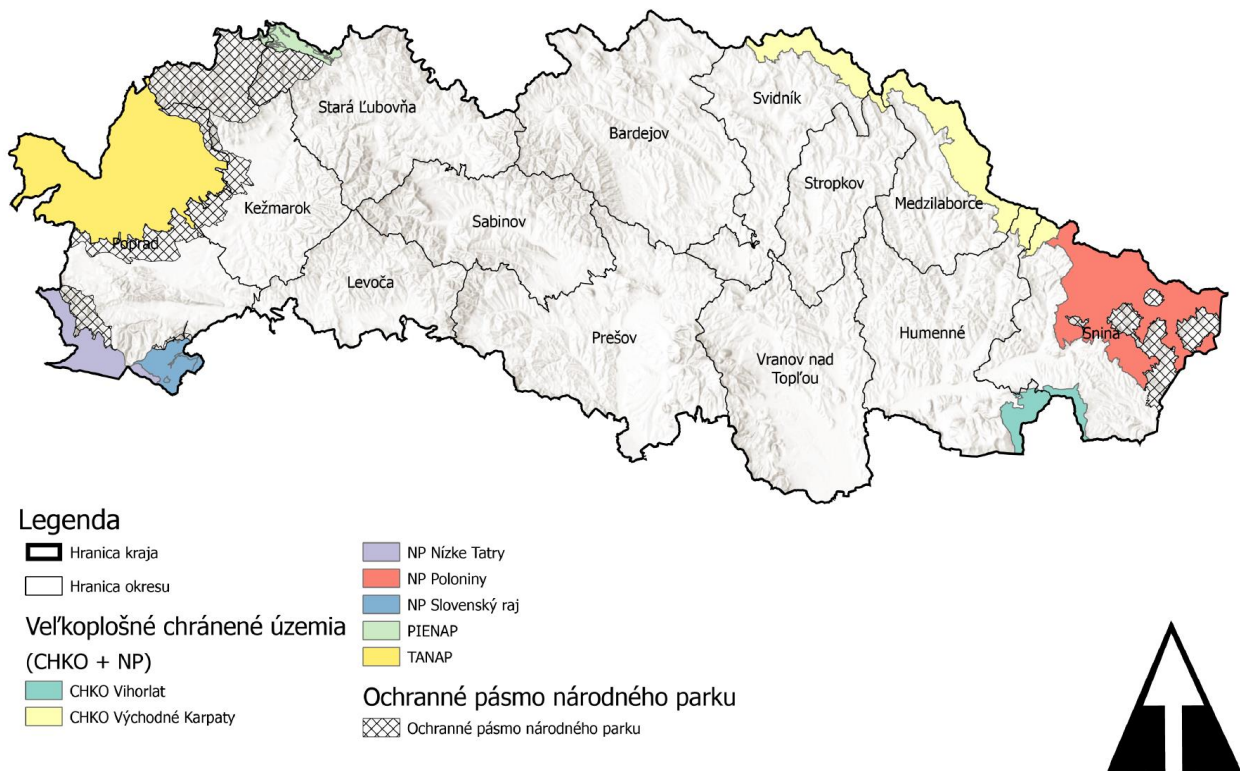 Svidník
Stará Ľubovňa
Bardejov
Stropkov
Medzilaborce
Kežmarok
Sabinov
Poprad
Levoča
Prešov
Humenné
Snina
Vranov nad
Topľou
Legenda
Hranica kraja
Hranica okresu
Veľkoplošné chránené územia
(CHKO + NP)
CHKO Vihorlat
CHKO Východné Karpaty
NP Nízke Tatry
NP Poloniny
NP Slovenský raj
PIENAP
TANAP
Ochranné pásmo národného parku
Ochranné pásmo národného parku